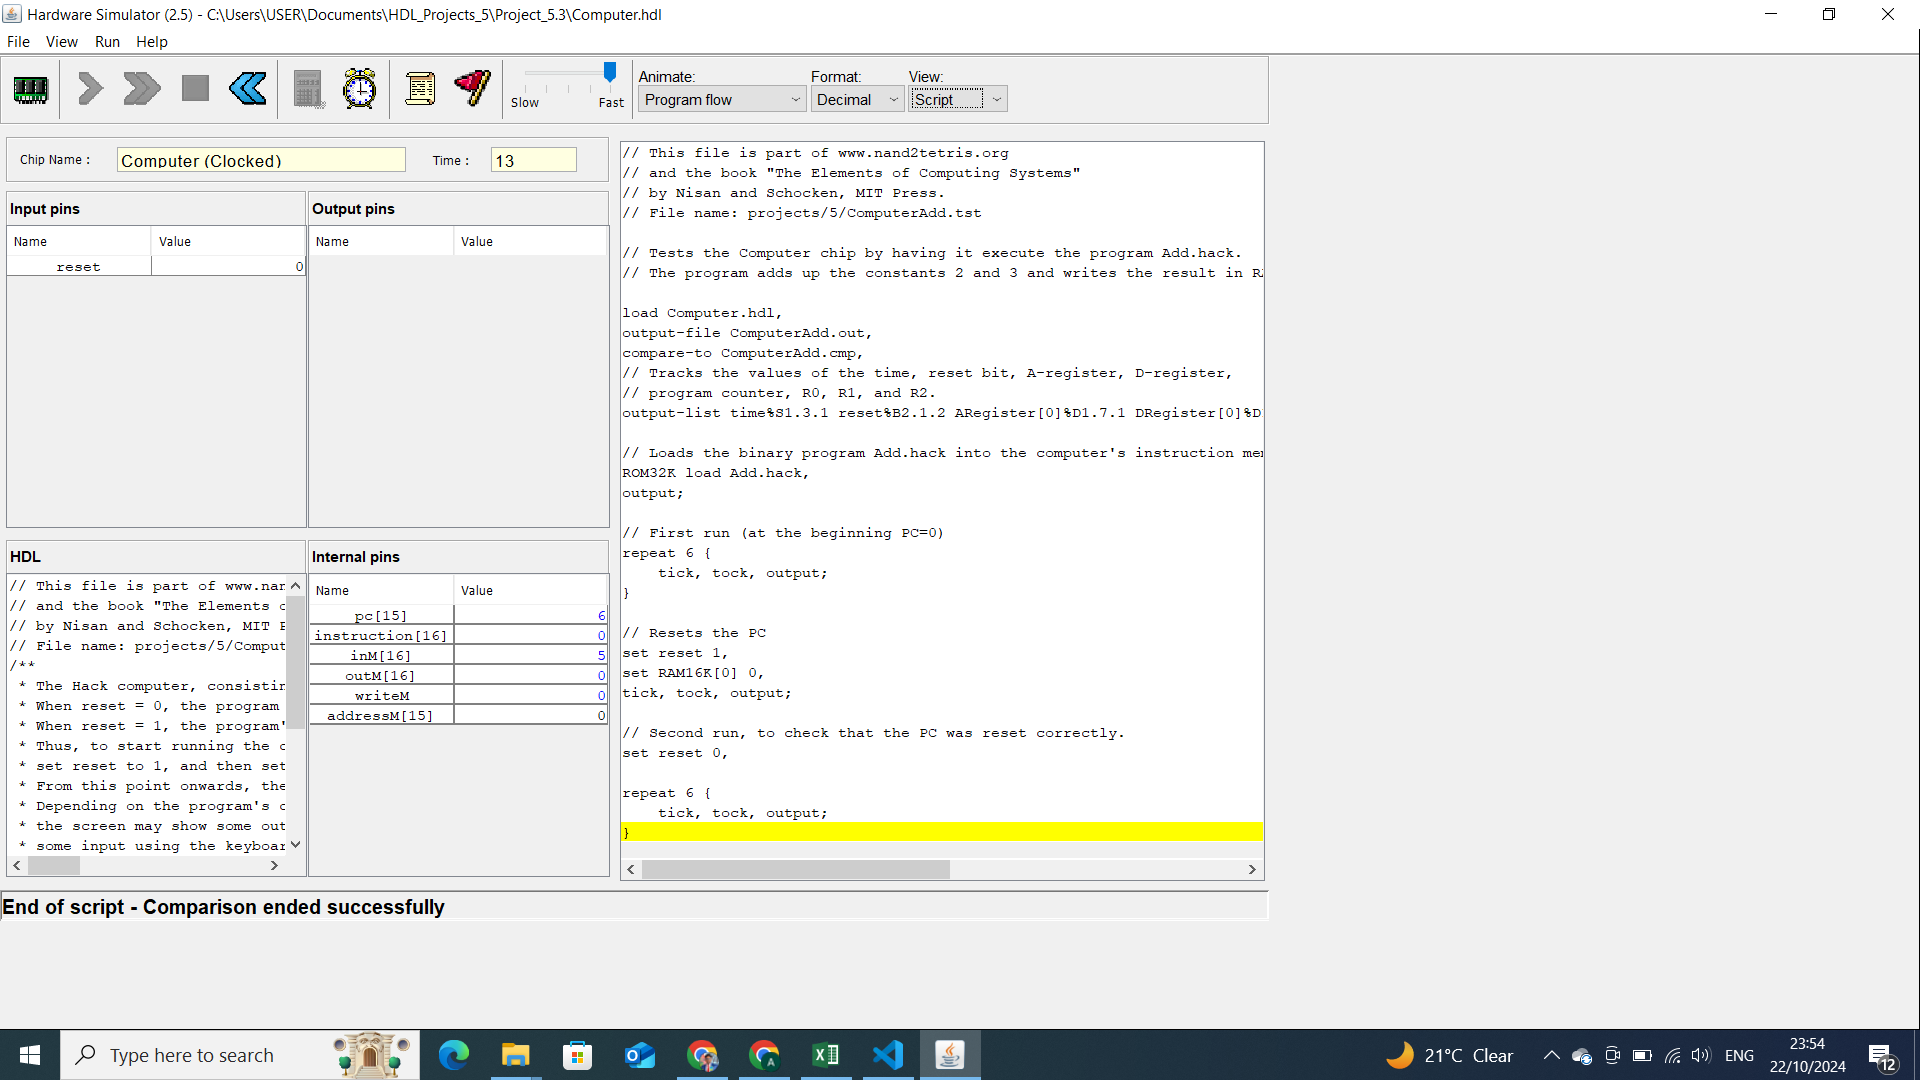 Hardware Simulator (2.5) - C:\Users\USER\Documents\HDL_Projects_5\Project_5.3\Computer.hdl
File View Run Help
Slow Fast
Animate: Format: View:
Program flow Decimal Script
Chip Name : Computer (Clocked) Time : 13
Input pins
Name Value
reset 0
Output pins
Name Value
HDL
// This file is part of www.nan
// and the book "The Elements o
// by Nisan and Schocken, MIT P
// File name: projects/5/Comput
/**
* The Hack computer, consistin
* When reset = 0, the program
* When reset = 1, the program'
* Thus, to start running the c
* set reset to 1, and then set
* From this point onwards, the
* Depending on the program's c
* the screen may show some out
* some input using the keyboar
Internal pins
Name Value
pc[15] 6
instruction[16] 0
inM[16] 5
outM[16] 0
writeM 0
addressM[15] 0
// This file is part of www.nand2tetris.org
// and the book "The Elements of Computing Systems"
// by Nisan and Schocken, MIT Press.
// File name: projects/5/ComputerAdd.tst
// Tests the Computer chip by having it execute the program Add.hack.
// The program adds up the constants 2 and 3 and writes the result in RA
load Computer.hdl,
output-file ComputerAdd.out,
compare-to ComputerAdd.cmp,
// Tracks the values of the time, reset bit, A-register, D-register,
// program counter, R0, R1, and R2.
output-list time%S1.3.1 reset%B2.1.2 ARegister[0]%D1.7.1 DRegister[0]%D
// Loads the binary program Add.hack into the computer's instruction mem
ROM32K load Add.hack,
output;
// First run (at the beginning PC=0)
repeat 6 {
tick, tock, output;
}
// Resets the PC
set reset 1,
set RAM16K[0] 0,
tick, tock, output;
// Second run, to check that the PC was reset correctly.
set reset 0,
repeat 6 {
tick, tock, output;
}
End of script - Comparison ended successfully
Type here to search
21°C Clear
ENG
23:54
22/10/2024
12